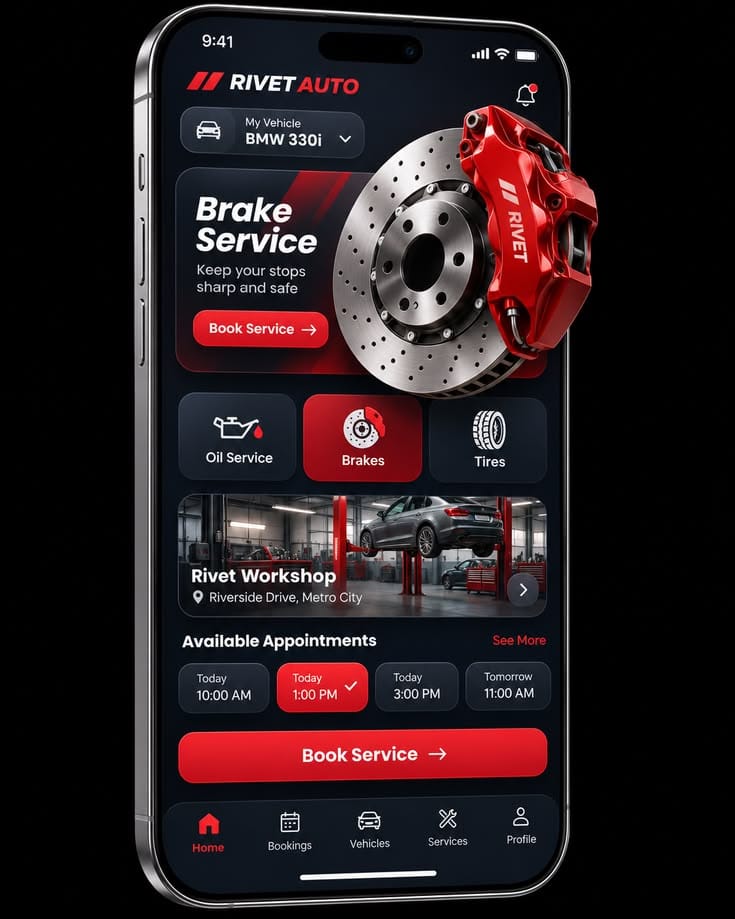 9:41
RIVET AUTO
My Vehicle
BMW 330i
Brake
Service
Keep your stops
sharp and safe
Book Service →
RIVET
Oil Service
Brakes
Tires
Rivet Workshop
Riverside Drive, Metro City
Available Appointments
See More
Today
10:00 AM
Today
1:00 PM
Today
3:00 PM
Tomorrow
11:00 AM
Book Service →
Home
Bookings
Vehicles
Services
Profile